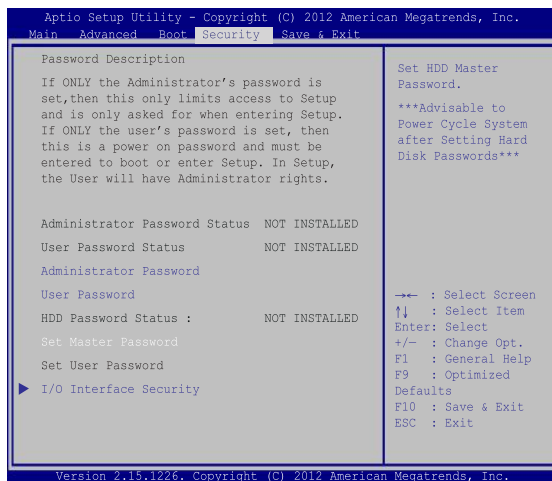 Aptio Setup Utility - Copyright (C) 2012 American Megatrends, Inc.
Main Advanced Boot Security Save & Exit
Password Description
If ONLY the Administrator's password is
set,then this only limits access to Setup
and is only asked for when entering Setup.
If ONLY the user's password is set, then
this is a power on password and must be
entered to boot or enter Setup. In Setup,
the User will have Administrator rights.
Administrator Password Status NOT INSTALLED
User Password Status NOT INSTALLED
Administrator Password
User Password
HDD Password Status : NOT INSTALLED
Set Master Password
Set User Password
I/O Interface Security
Set HDD Master
Password.
***Advisable to
Power Cycle System
after Setting Hard
Disk Passwords***
→← : Select Screen
↑↓ : Select Item
Enter: Select
+/— : Change Opt.
F1 : General Help
F9 : Optimized
Defaults
F10 : Save & Exit
ESC : Exit
Version 2.15.1226. Copyright (C) 2012 American Megatrends, Inc.